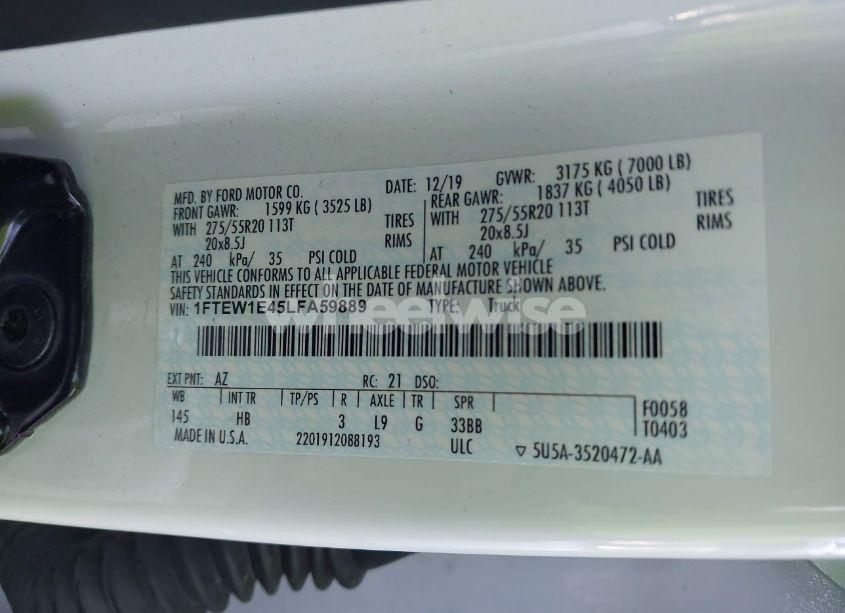 MFD. BY FORD MOTOR CO. DATE: 12/19 GVWR: 3175 KG ( 7000 LB)
FRONT GAWR: 1599 KG ( 3525 LB) REAR GAWR: 1837 KG ( 4050 LB)
WITH 275/55R20 113T TIRES WITH 275/55R20 113T TIRES
20x8.5J RIMS 20x8.5J RIMS
AT 240 kPa/ 35 PSI COLD AT 240 kPa/ 35 PSI COLD
THIS VEHICLE CONFORMS TO ALL APPLICABLE FEDERAL MOTOR VEHICLE
SAFETY STANDARDS IN EFFECT ON THE DATE OF MANUFACTURE SHOWN ABOVE.
VIN: 1FTEW1E45LFA59889 TYPE: Truck
wheelwise
EXT PNT: AZ RC: 21 DSO:
WB INT TR TP/PS R AXLE TR SPR F0058
145 HB 3 L9 G 33BB T0403
MADE IN U.S.A. 2201912088193 ULC ▽ 5U5A-3520472-AA